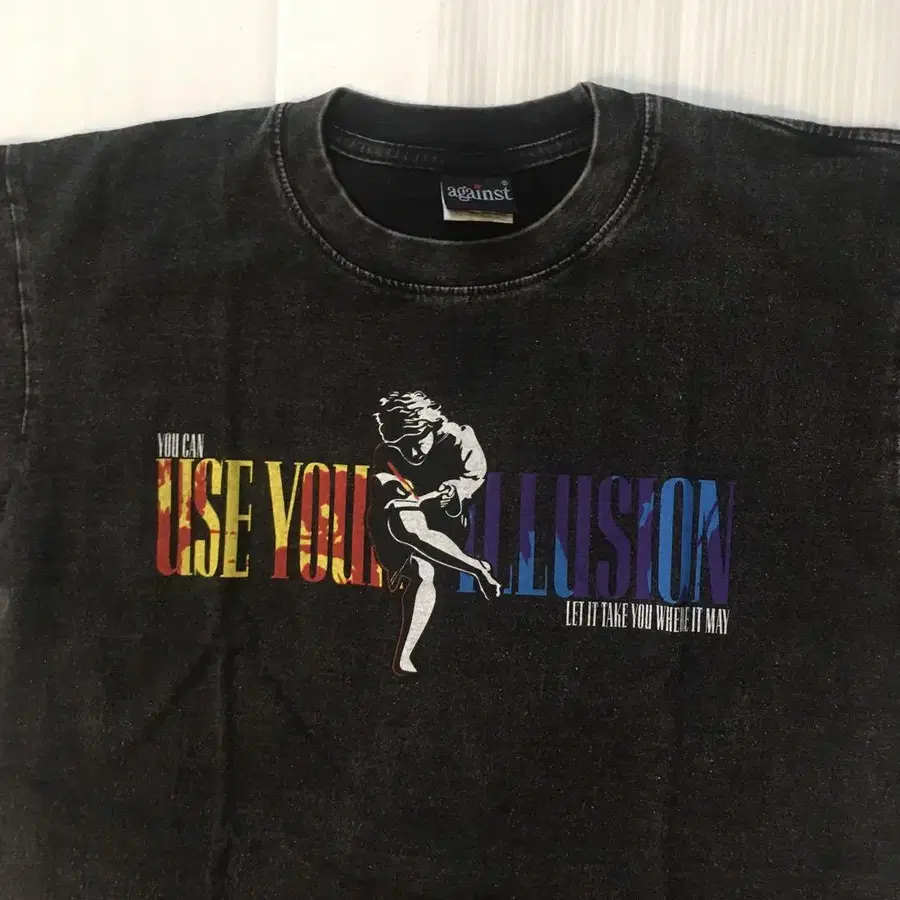 against®
YOU CAN
USE YOUR ILLUSION
LET IT TAKE YOU WHERE IT MAY